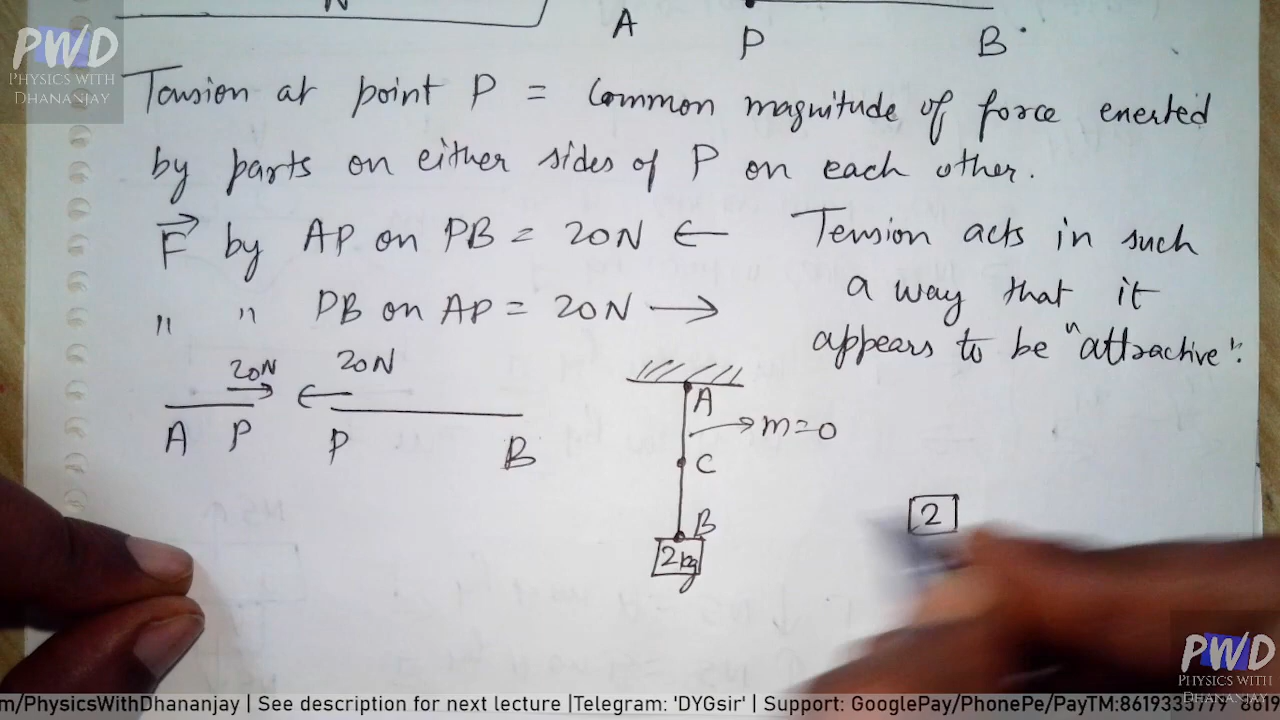 N
A P B
PWD
PHYSICS WITH
DHANANJAY
Tension at point P = Common magnitude of force enerted
by parts on either sides of P on each other.
F by AP on PB = 20N ←
" " PB on AP = 20N →
Tension acts in such
a way that it
appears to be "attractive".
20N 20N
A P P B
A
→ m=0
C
B
2kg
2
PWD
PHYSICS WITH
DHANANJAY
m/PhysicsWithDhananjay | See description for next lecture |Telegram: 'DYGsir' | Support: GooglePay/PhonePe/PayTM:8619335779